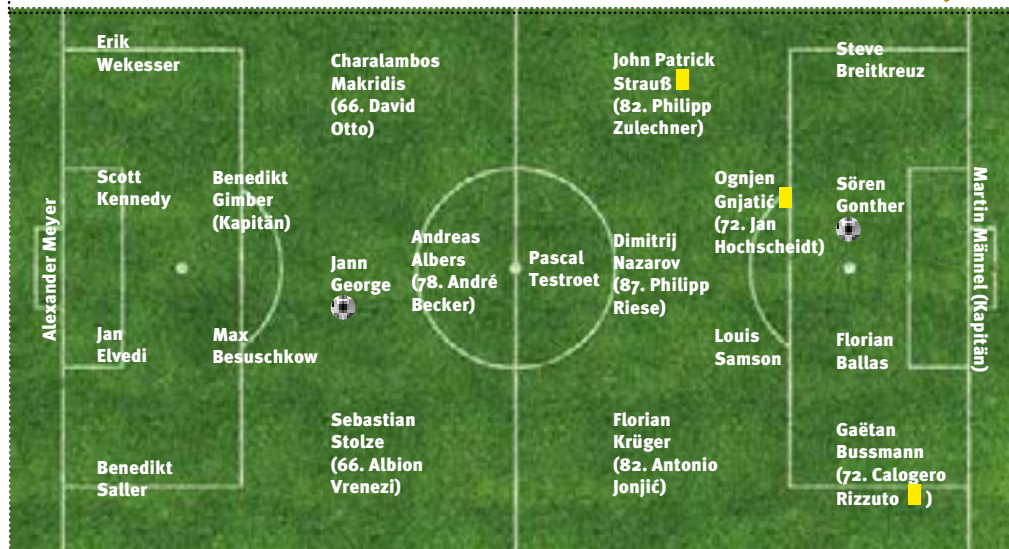 Erik
Wekesser
Scott
Kennedy
Alexander Meyer
Jan
Elvedi
Benedikt
Saller
Benedikt
Gimber
(Kapitän)
Max
Besuschkow
Charalambos
Makridis
(66. David
Otto)
Jann
George
Sebastian
Stolze
(66. Albion
Vrenezi)
Andreas
Albers
(78. André
Becker)
Pascal
Testroet
John Patrick
Strauß
(82. Philipp
Zulechner)
Dimitrij
Nazarov
(87. Philipp
Riese)
Florian
Krüger
(82. Antonio
Jonjić)
Ognjen
Gnjatić
(72. Jan
Hochscheidt)
Louis
Samson
Steve
Breitkreuz
Sören
Gonther
Florian
Ballas
Gaëtan
Bussmann
(72. Calogero
Rizzuto )
Martin Männel (Kapitän)